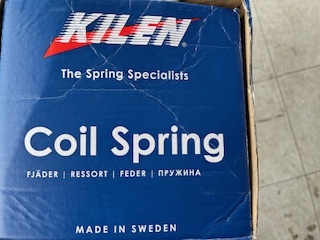 KILEN®
The Spring Specialists
Coil Spring
FJÄDER | RESSORT | FEDER | ПРУЖИНА
MADE IN SWEDEN